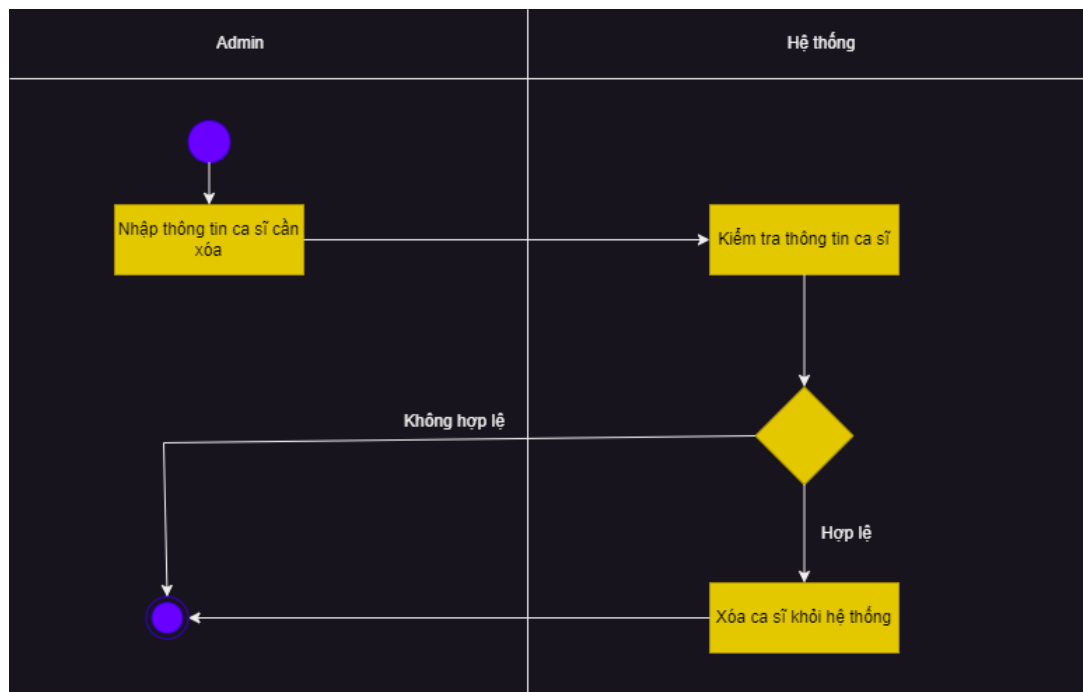 Admin
Hệ thống
Nhập thông tin ca sĩ cần
xóa
Kiểm tra thông tin ca sĩ
Không hợp lệ
Hợp lệ
Xóa ca sĩ khỏi hệ thống